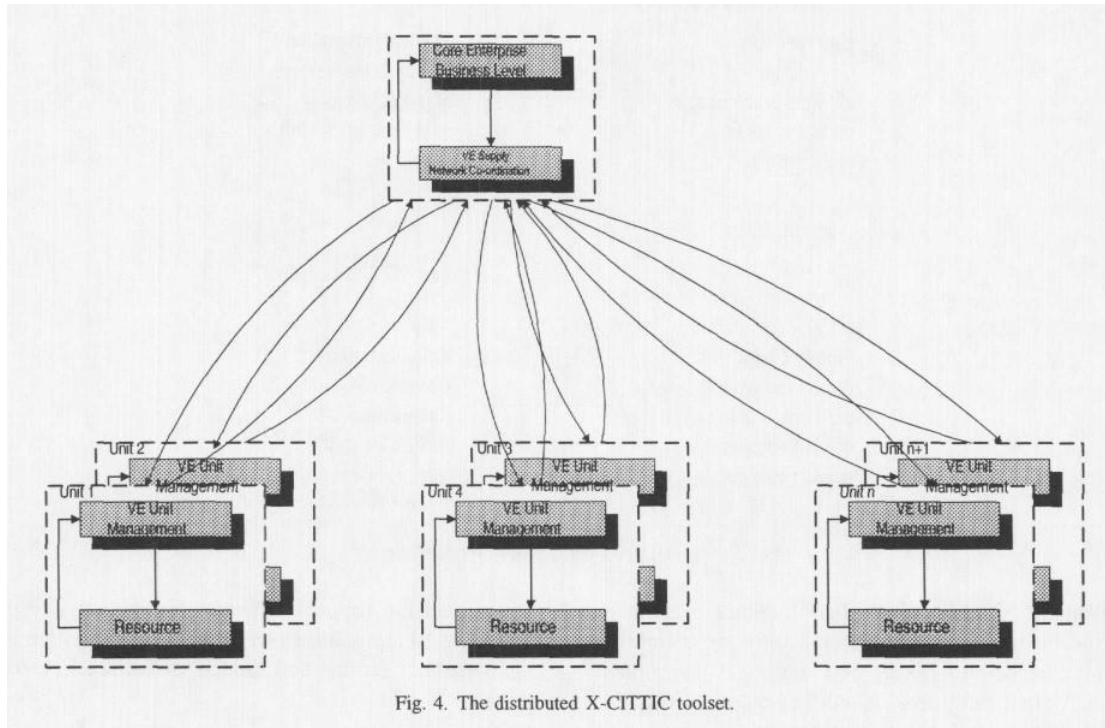 Core Enterprise
Business Level
VE Supply
Network Co-ordination
Unit 2
VE Unit
Management
Unit 1
VE Unit
Management
Resource
Unit 3
VE Unit
Management
Unit 4
VE Unit
Management
Resource
Unit n+1
VE Unit
Management
Unit n
VE Unit
Management
Resource
Fig. 4. The distributed X-CITTIC toolset.